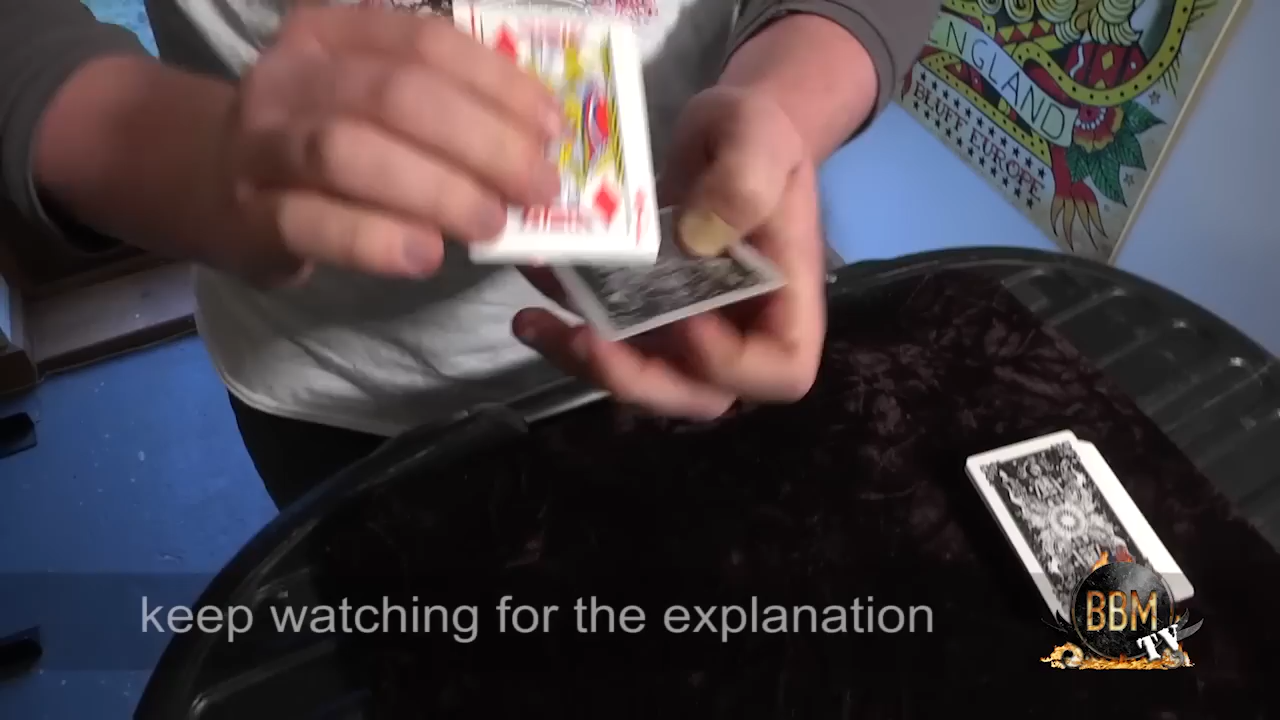 ENGLAND
BLUFF EUROPE
keep watching for the explanation
BBM
TV